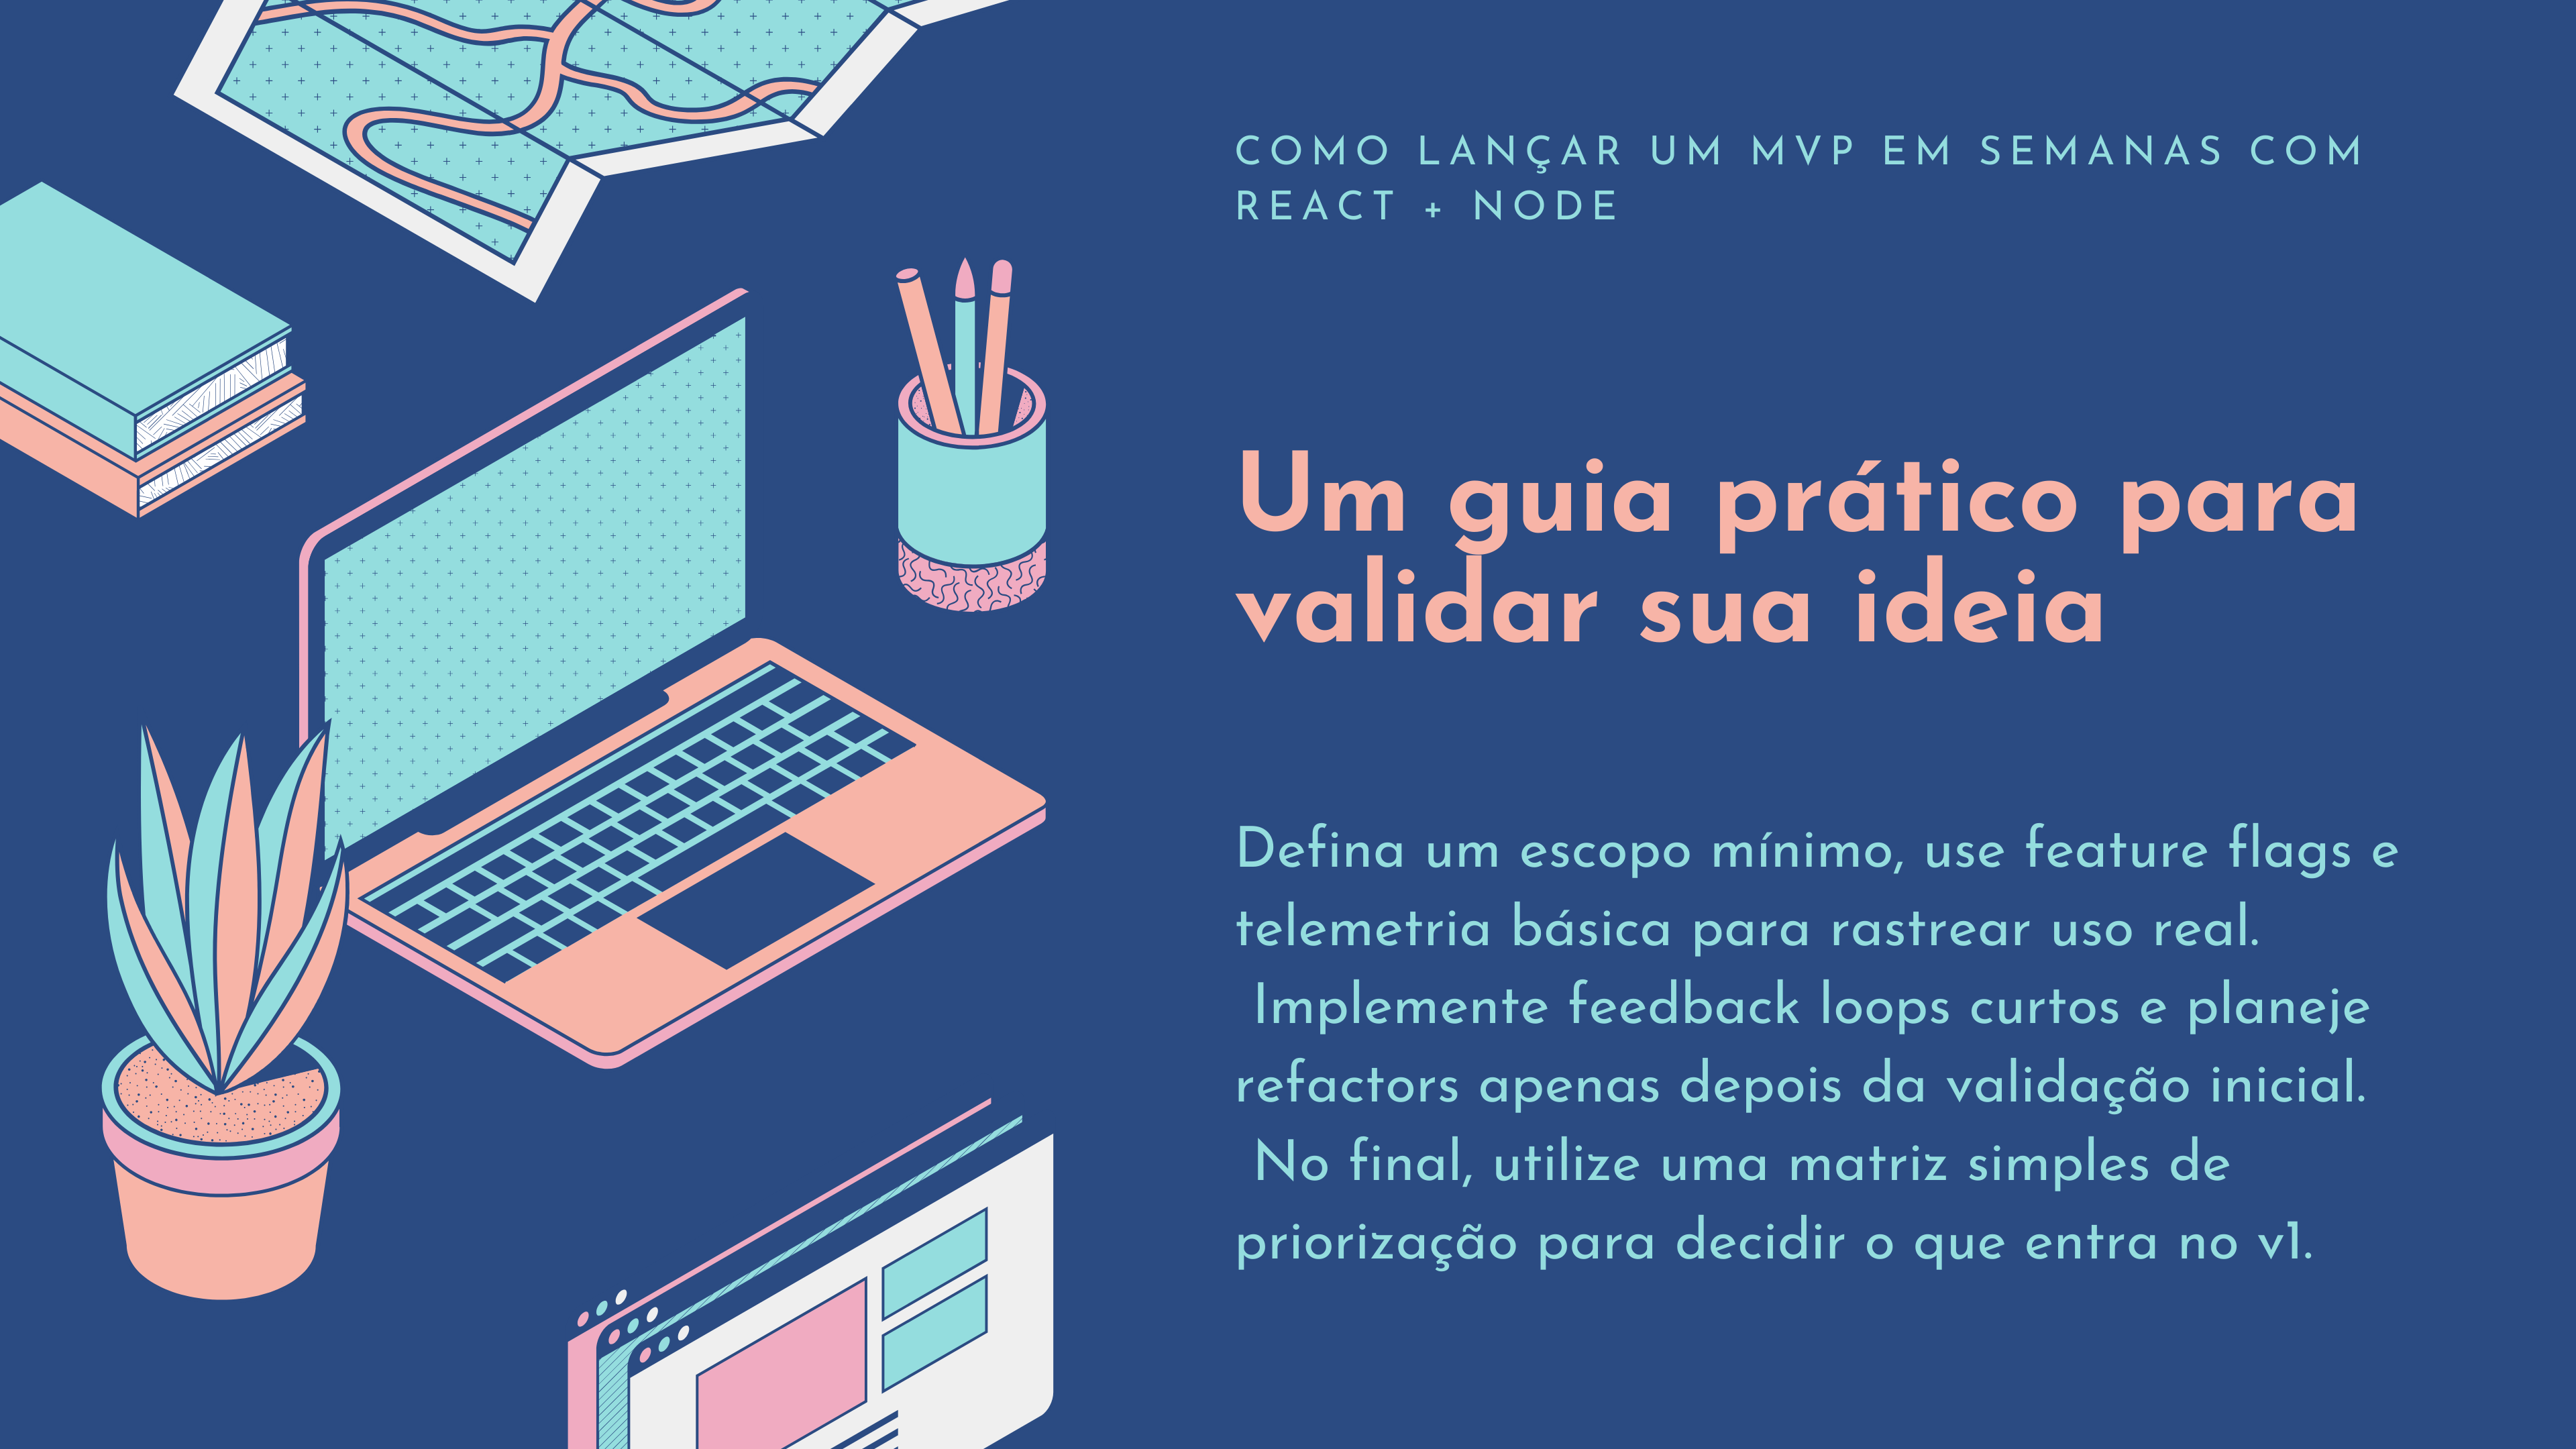 COMO LANÇAR UM MVP EM SEMANAS COM
REACT + NODE
Um guia prático para
validar sua ideia
Defina um escopo mínimo, use feature flags e
telemetria básica para rastrear uso real.
Implemente feedback loops curtos e planeje
refactors apenas depois da validação inicial.
No final, utilize uma matriz simples de
priorização para decidir o que entra no v1.